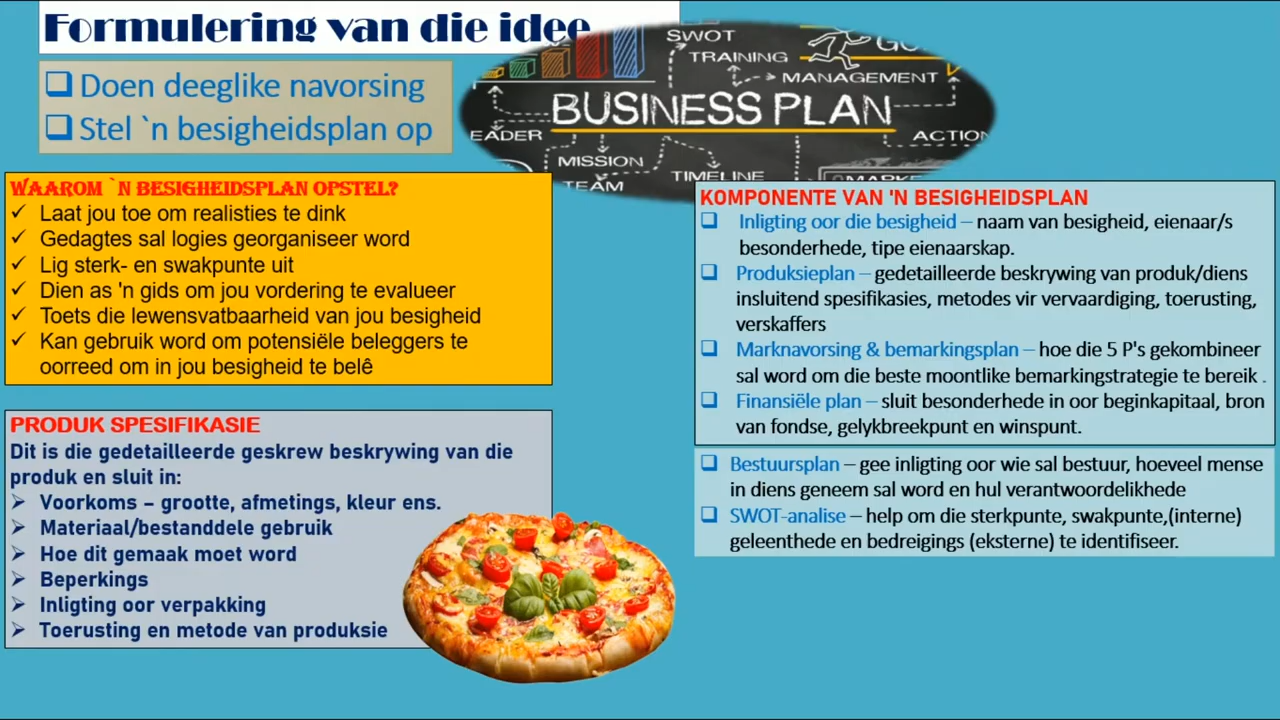 Formulering van die idee
❑ Doen deeglike navorsing
❑ Stel `n besigheidsplan op
SWOT
TRAINING
MANAGEMENT
BUSINESS PLAN
EADER
ACTION
MISSION
TEAM
TIMELINE
WAAROM `N BESIGHEIDSPLAN OPSTEL?
✓ Laat jou toe om realisties te dink
✓ Gedagtes sal logies georganiseer word
✓ Lig sterk- en swakpunte uit
✓ Dien as 'n gids om jou vordering te evalueer
✓ Toets die lewensvatbaarheid van jou besigheid
✓ Kan gebruik word om potensiële beleggers te
oorreed om in jou besigheid te belê
PRODUK SPESIFIKASIE
Dit is die gedetailleerde geskrew beskrywing van die
produk en sluit in:
➢ Voorkoms – grootte, afmetings, kleur ens.
➢ Materiaal/bestanddele gebruik
➢ Hoe dit gemaak moet word
➢ Beperkings
➢ Inligting oor verpakking
➢ Toerusting en metode van produksie
KOMPONENTE VAN 'N BESIGHEIDSPLAN
❑ Inligting oor die besigheid – naam van besigheid, eienaar/s
besonderhede, tipe eienaarskap.
❑ Produksieplan – gedetailleerde beskrywing van produk/diens
insluitend spesifikasies, metodes vir vervaardiging, toerusting,
verskaffers
❑ Marknavorsing & bemarkingsplan – hoe die 5 P's gekombineer
sal word om die beste moontlike bemarkingstrategie te bereik .
❑ Finansiële plan – sluit besonderhede in oor beginkapitaal, bron
van fondse, gelykbreekpunt en winspunt.
❑ Bestuursplan – gee inligting oor wie sal bestuur, hoeveel mense
in diens geneem sal word en hul verantwoordelikhede
❑ SWOT-analise – help om die sterkpunte, swakpunte,(interne)
geleenthede en bedreigings (eksterne) te identifiseer.